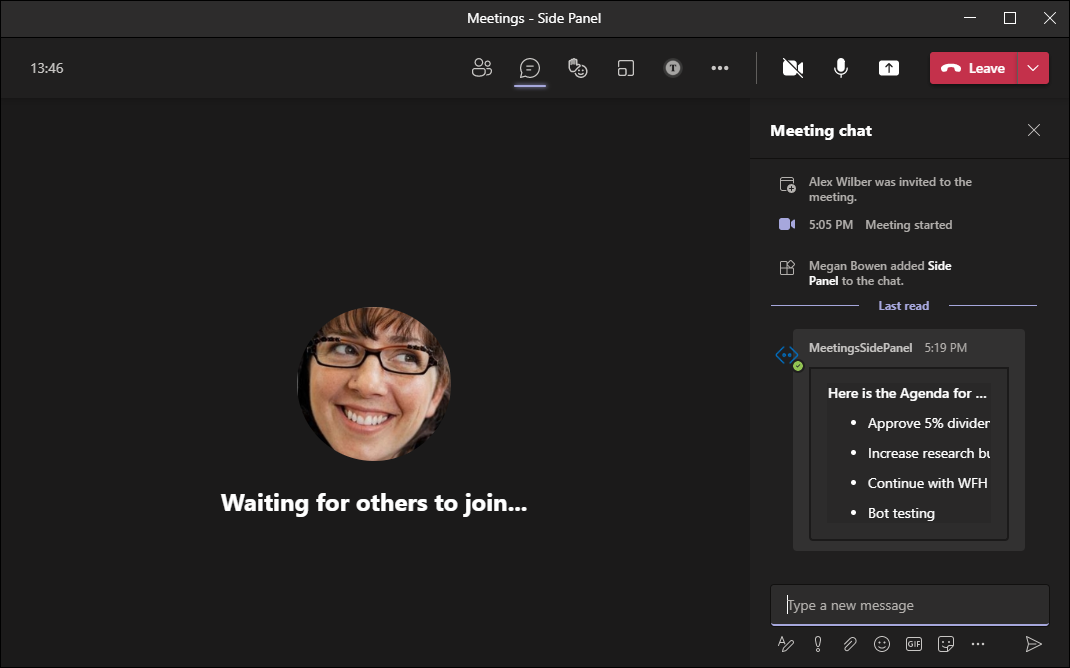 Meetings - Side Panel
13:46
T
Leave
Meeting chat
Alex Wilber was invited to the
meeting.
5:05 PM Meeting started
Megan Bowen added Side
Panel to the chat.
Last read
MeetingsSidePanel 5:19 PM
Here is the Agenda for ...
• Approve 5% dividen
• Increase research bu
• Continue with WFH
• Bot testing
Waiting for others to join...
Type a new message
GIF